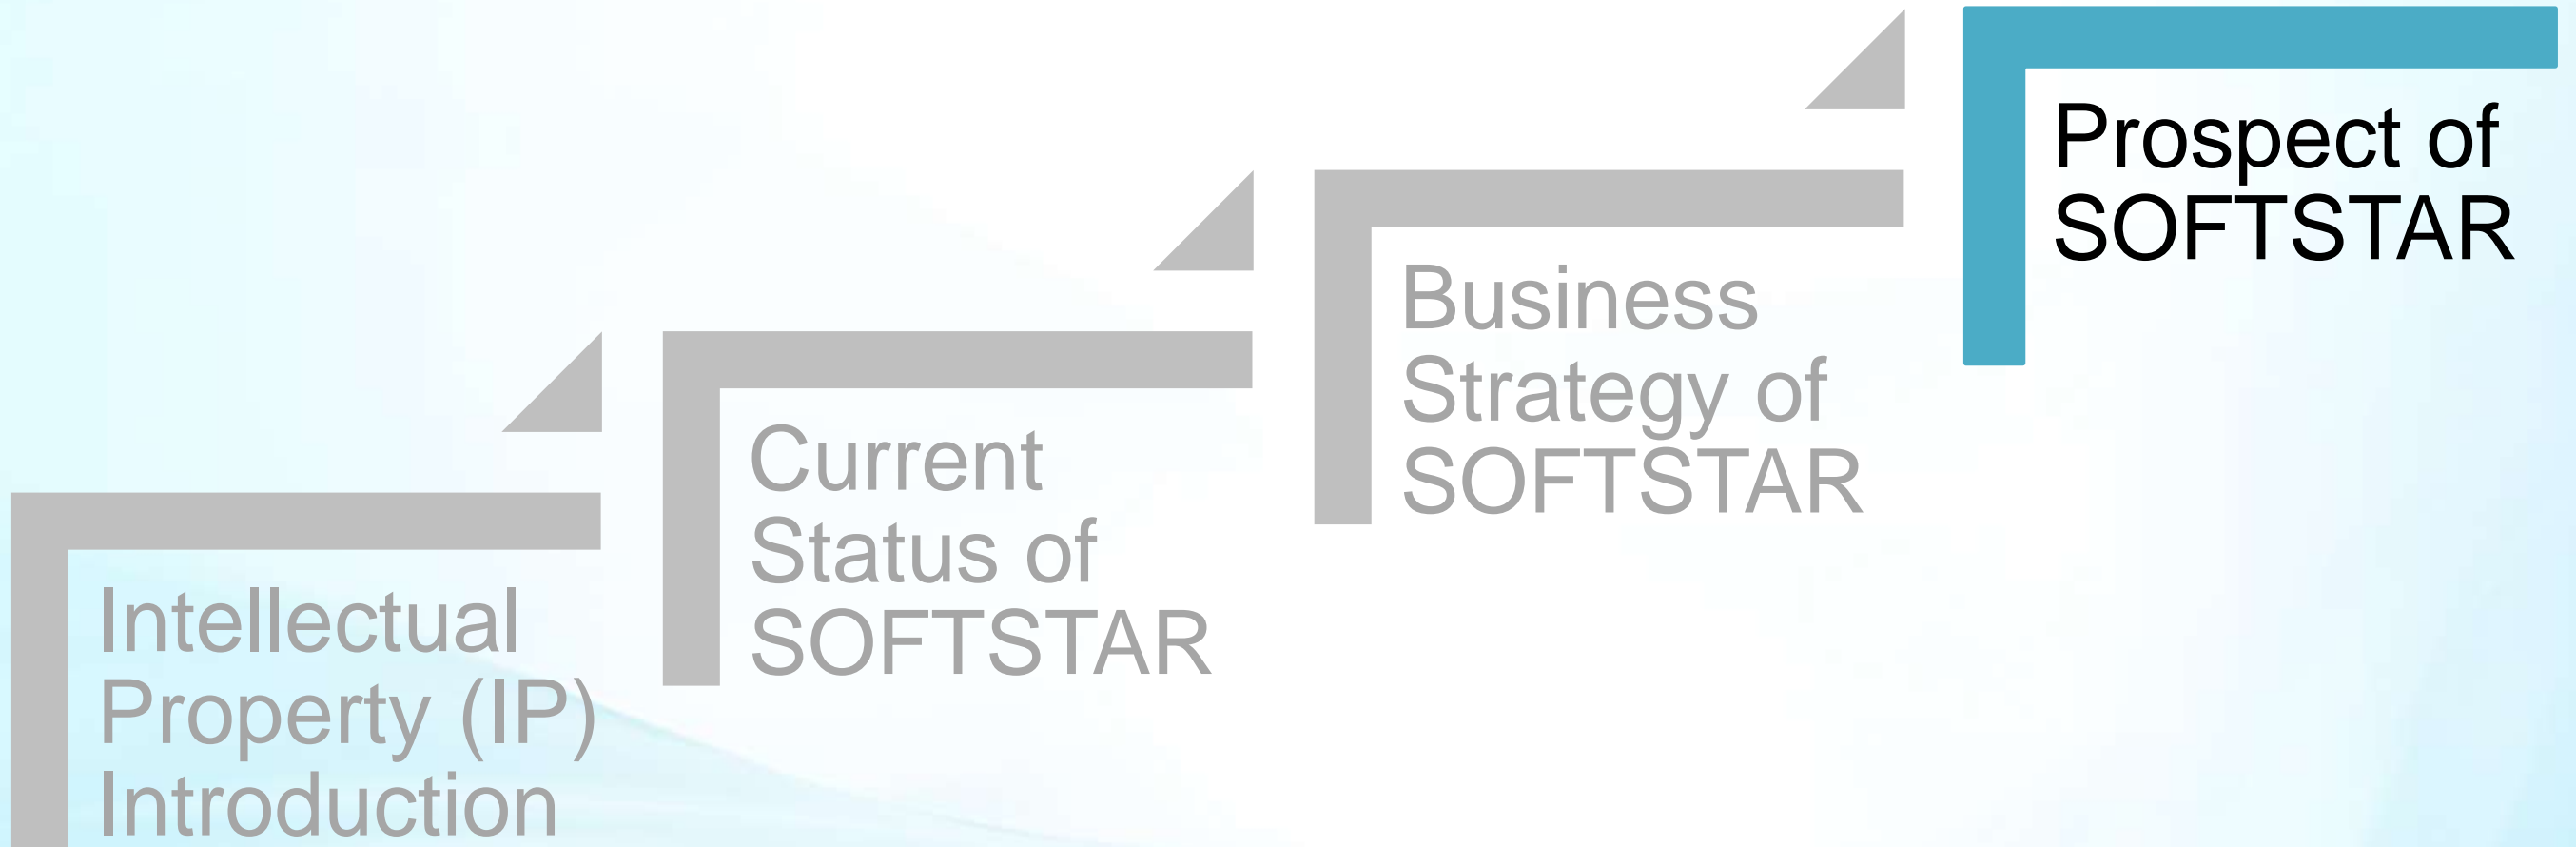 Intellectual
Property (IP)
Introduction
Current
Status of
SOFTSTAR
Business
Strategy of
SOFTSTAR
Prospect of
SOFTSTAR